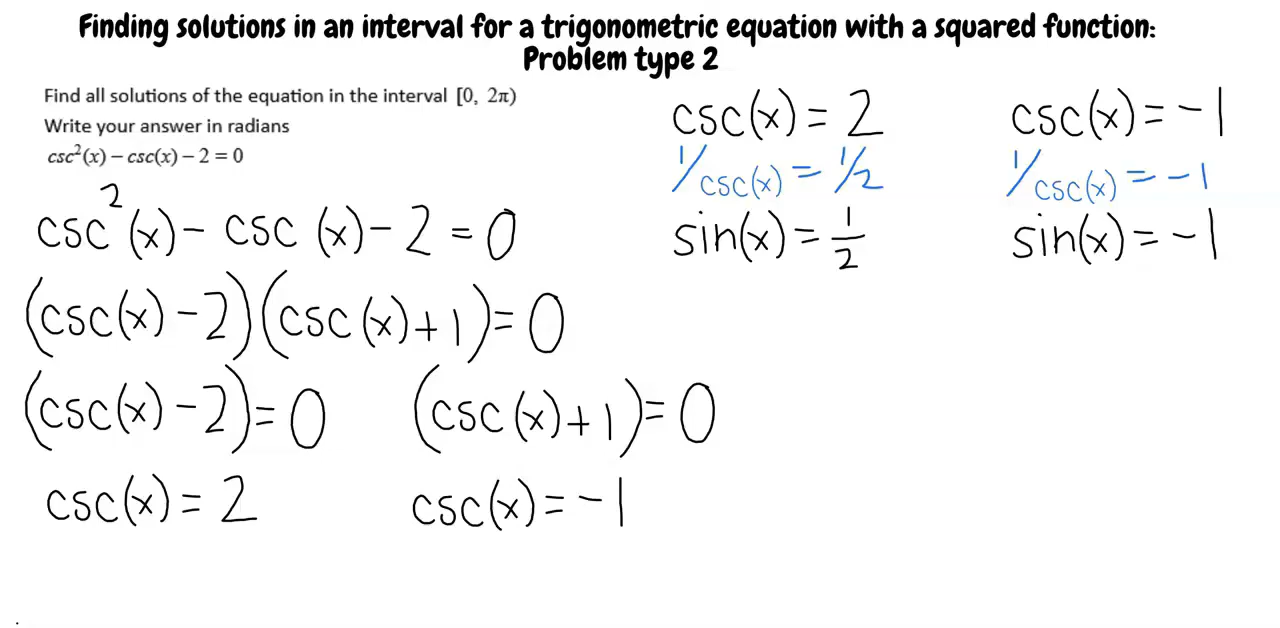 Finding solutions in an interval for a trigonometric equation with a squared function:
Problem type 2
Find all solutions of the equation in the interval [0, 2π)
Write your answer in radians
csc²(x) – csc(x) – 2 = 0
csc²(x) – csc(x) – 2 = 0
(csc(x) – 2)(csc(x) + 1) = 0
(csc(x) – 2) = 0
(csc(x) + 1) = 0
csc(x) = 2
csc(x) = –1
csc(x) = 2
1/csc(x) = 1/2
sin(x) = 1/2
csc(x) = –1
1/csc(x) = –1
sin(x) = –1